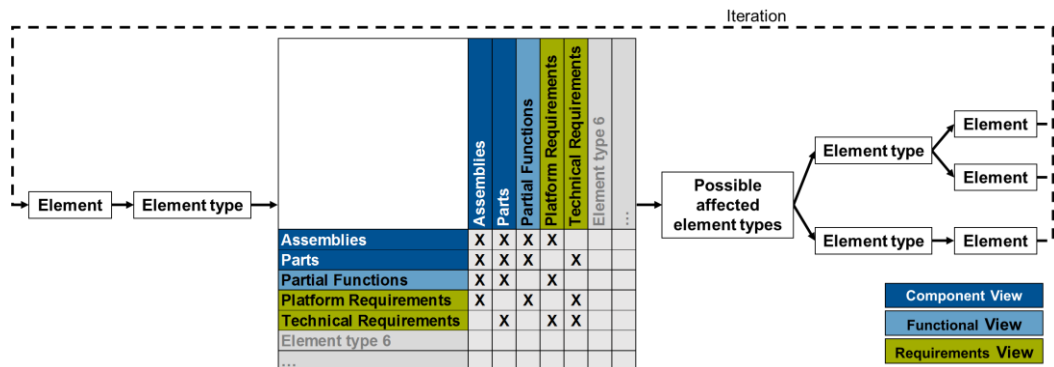 Iteration
Assemblies
Parts
Partial Functions
Platform Requirements
Technical Requirements
Element type 6
...
Element
Element type
Assemblies X X X X
Parts X X X X
Partial Functions X X X
Platform Requirements X X X
Technical Requirements X X X
Element type 6
...
Possible
affected
element types
Element type
Element
Element
Element type
Element
Component View
Functional View
Requirements View